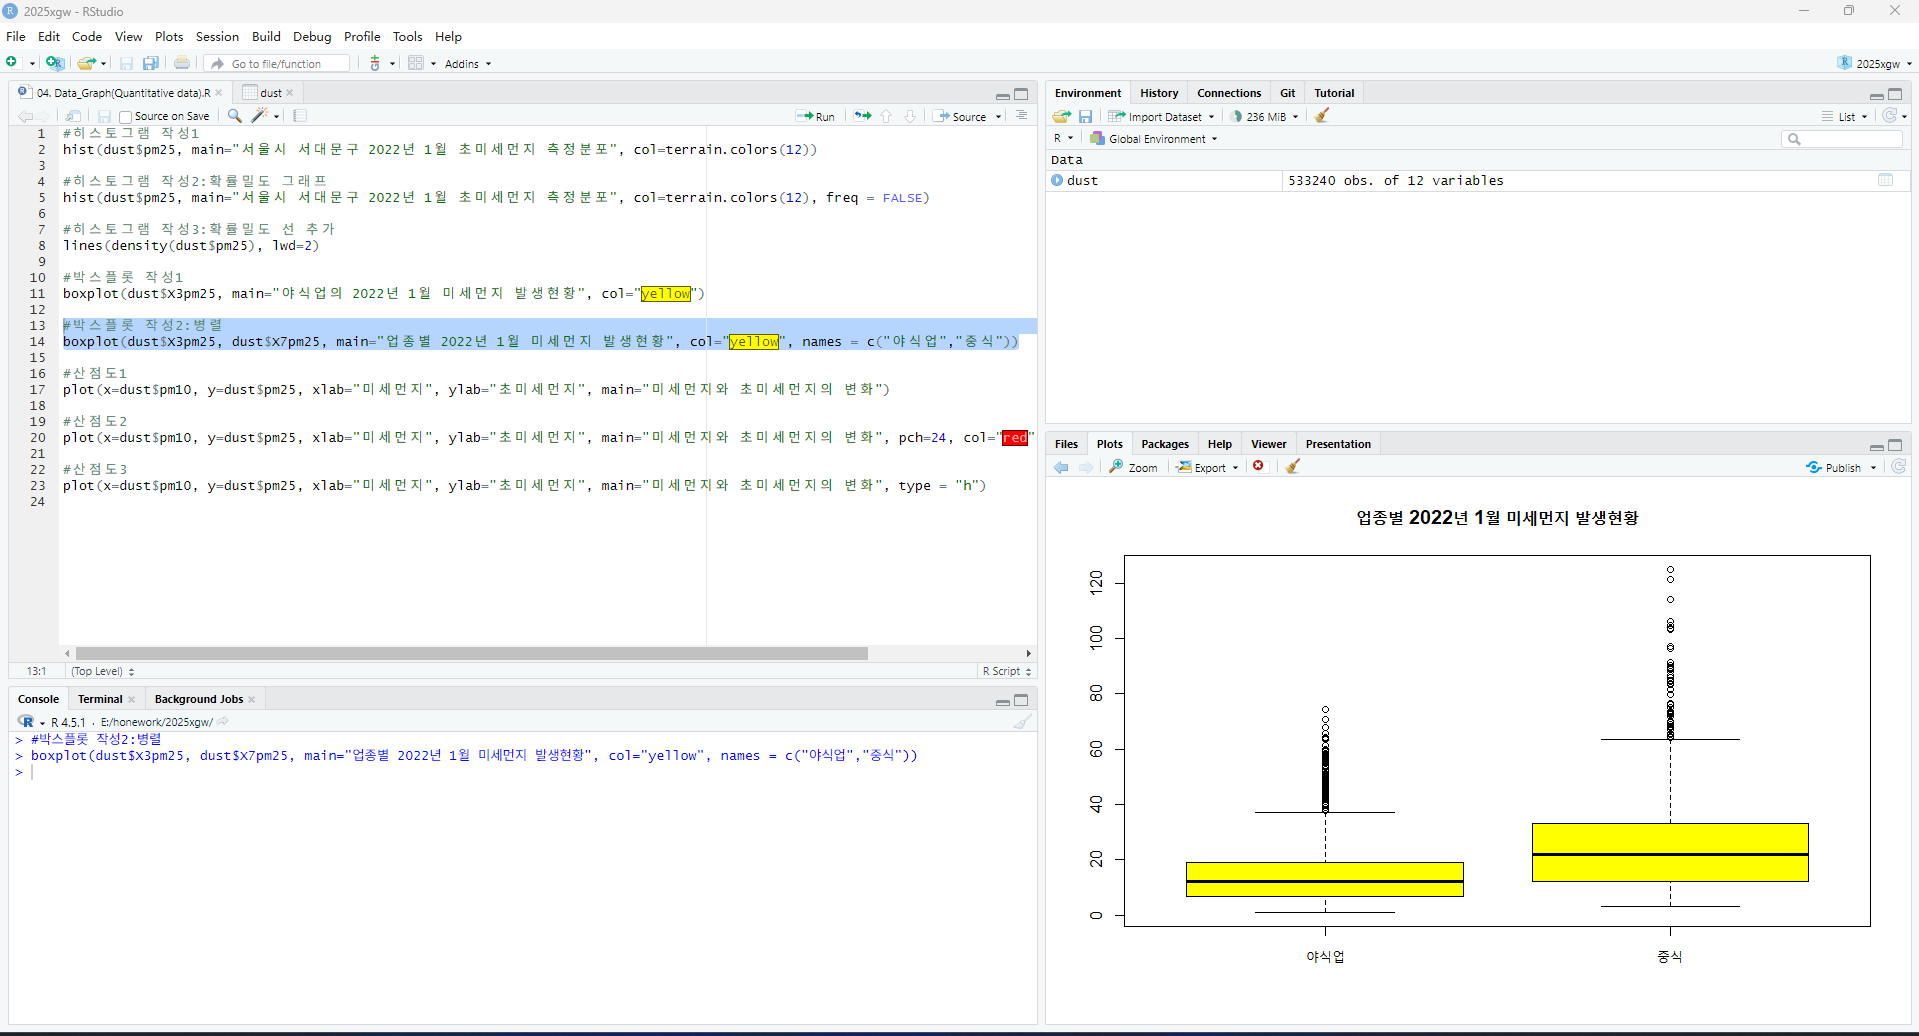 2025xgw - RStudio
File Edit Code View Plots Session Build Debug Profile Tools Help
Go to file/function Addins 2025xgw
04. Data_Graph(Quantitative data).R dust
Source on Save Run Source
1 #히스토그램 작성1
2 hist(dust$pm25, main="서울시 서대문구 2022년 1월 초미세먼지 측정분포", col=terrain.colors(12))
3
4 #히스토그램 작성2:확률밀도 그래프
5 hist(dust$pm25, main="서울시 서대문구 2022년 1월 초미세먼지 측정분포", col=terrain.colors(12), freq = FALSE)
6
7 #히스토그램 작성3:확률밀도 선 추가
8 lines(density(dust$pm25), lwd=2)
9
10 #박스플롯 작성1
11 boxplot(dust$X3pm25, main="야식업의 2022년 1월 미세먼지 발생현황", col="yellow")
12
13 #박스플롯 작성2:병렬
14 boxplot(dust$X3pm25, dust$X7pm25, main="업종별 2022년 1월 미세먼지 발생현황", col="yellow", names = c("야식업","중식"))
15
16 #산점도1
17 plot(x=dust$pm10, y=dust$pm25, xlab="미세먼지", ylab="초미세먼지", main="미세먼지와 초미세먼지의 변화")
18
19 #산점도2
20 plot(x=dust$pm10, y=dust$pm25, xlab="미세먼지", ylab="초미세먼지", main="미세먼지와 초미세먼지의 변화", pch=24, col="red"
21
22 #산점도3
23 plot(x=dust$pm10, y=dust$pm25, xlab="미세먼지", ylab="초미세먼지", main="미세먼지와 초미세먼지의 변화", type = "h")
24
13:1 (Top Level) R Script
Console Terminal Background Jobs
R 4.5.1 · E:/honework/2025xgw/
> #박스플롯 작성2:병렬
> boxplot(dust$X3pm25, dust$X7pm25, main="업종별 2022년 1월 미세먼지 발생현황", col="yellow", names = c("야식업","중식"))
>
Environment History Connections Git Tutorial
Import Dataset 236 MiB List
R Global Environment
Data
dust 533240 obs. of 12 variables
Files Plots Packages Help Viewer Presentation
Zoom Export Publish
업종별 2022년 1월 미세먼지 발생현황
120
100
80
60
40
20
0
야식업 중식